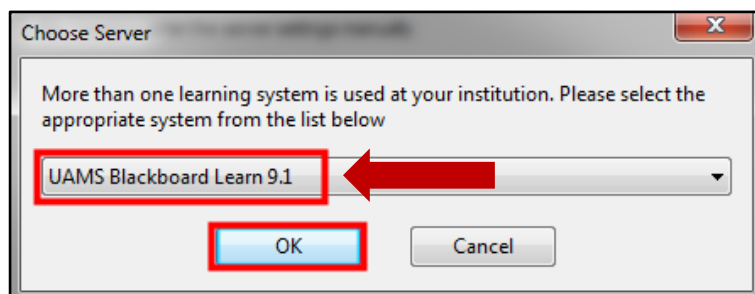 Choose Server
More than one learning system is used at your institution. Please select the
appropriate system from the list below
UAMS Blackboard Learn 9.1
OK Cancel